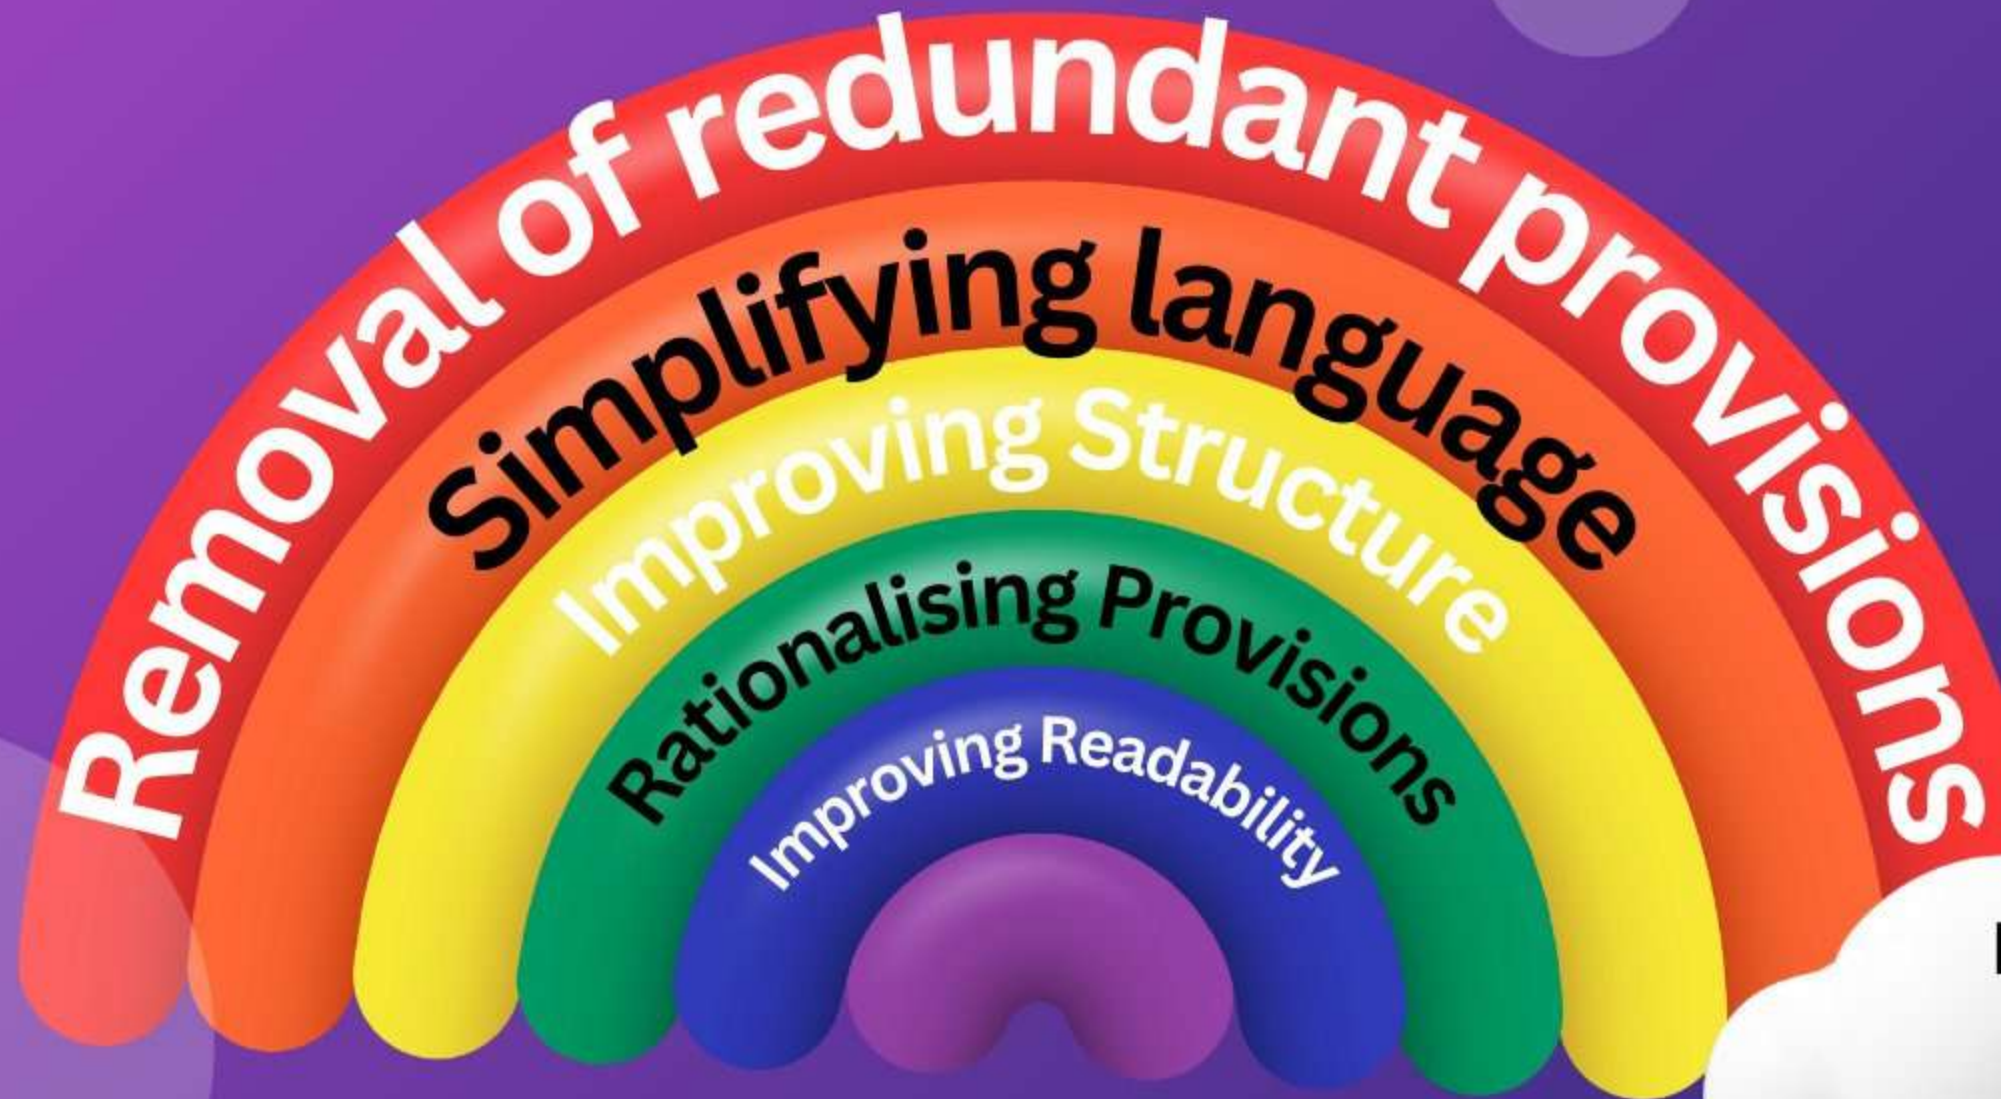 Removal of redundant provisions
Simplifying language
Improving Structure
Rationalising Provisions
Improving Readability